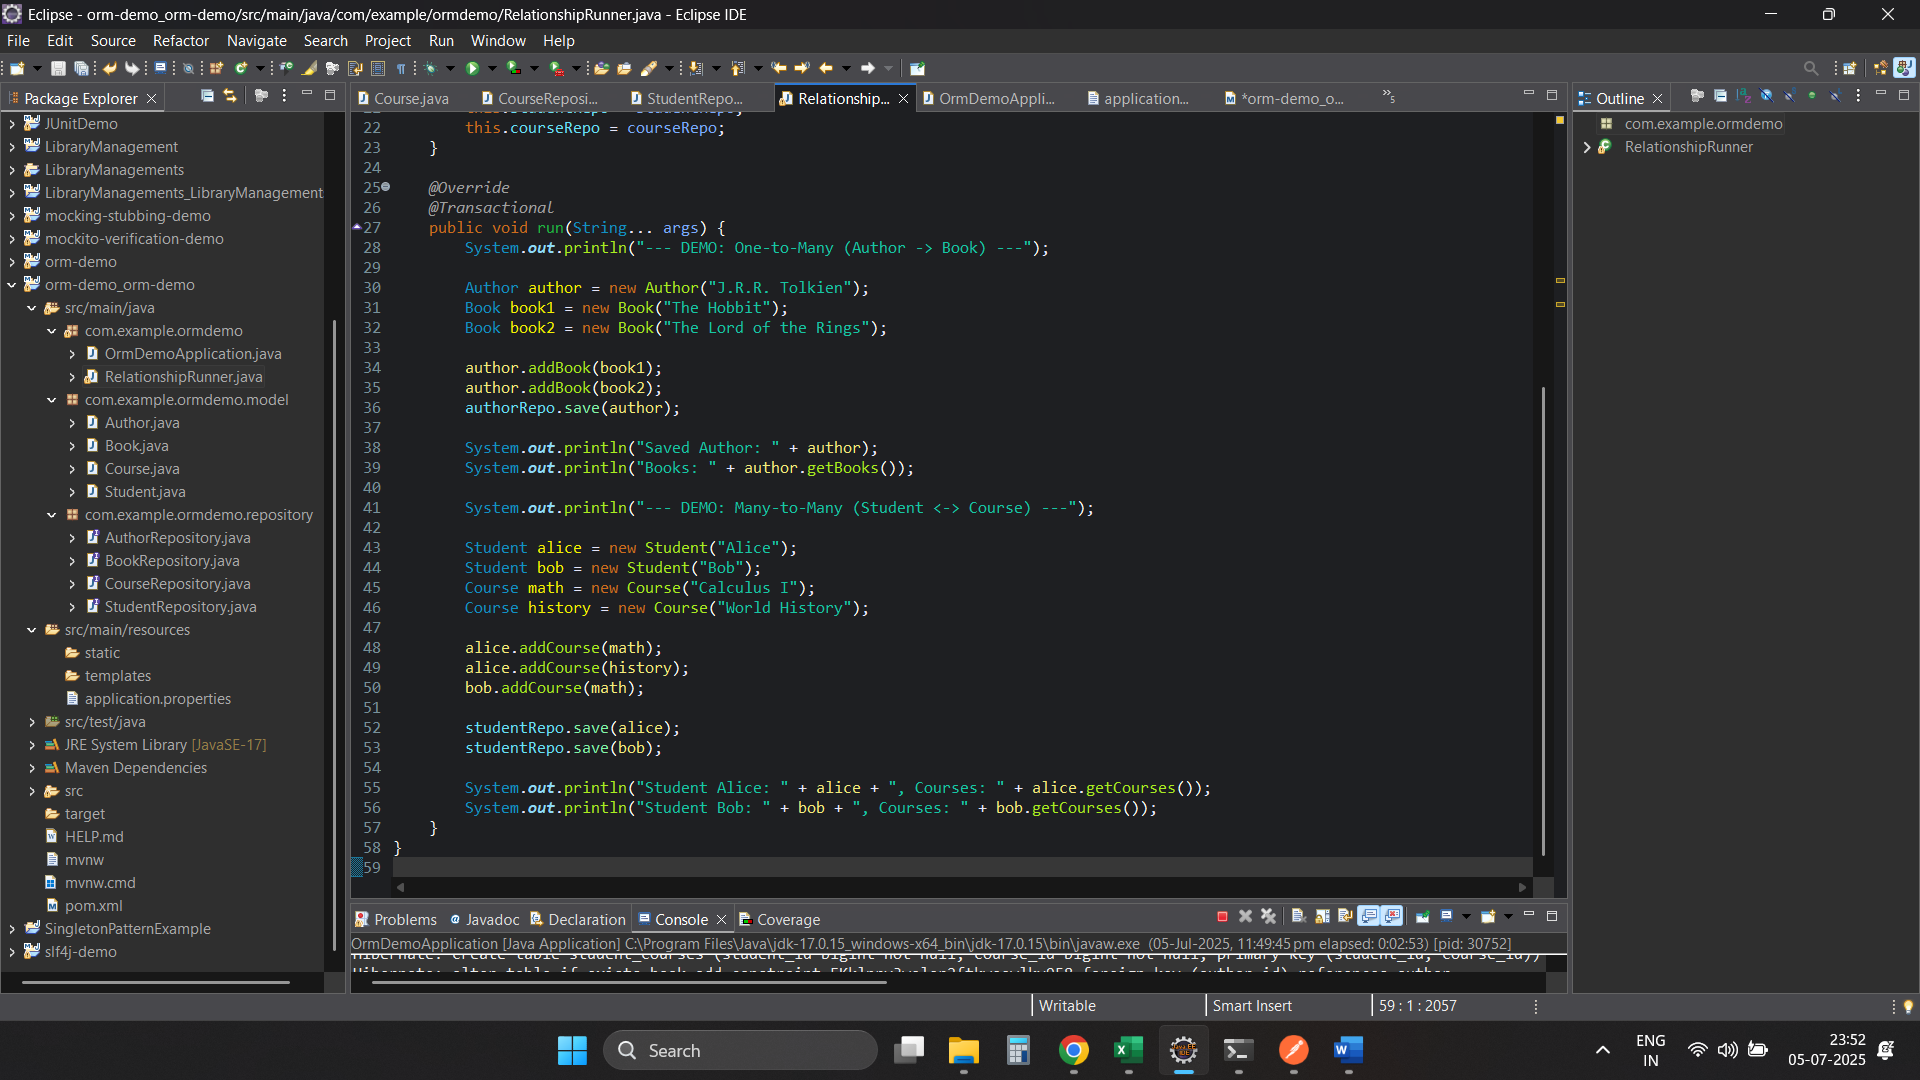 Eclipse - orm-demo_orm-demo/src/main/java/com/example/ormdemo/RelationshipRunner.java - Eclipse IDE
File Edit Source Refactor Navigate Search Project Run Window Help
Package Explorer
JUnitDemo
LibraryManagement
LibraryManagements
LibraryManagements_LibraryManagement
mocking-stubbing-demo
mockito-verification-demo
orm-demo
orm-demo_orm-demo
src/main/java
com.example.ormdemo
OrmDemoApplication.java
RelationshipRunner.java
com.example.ormdemo.model
Author.java
Book.java
Course.java
Student.java
com.example.ormdemo.repository
AuthorRepository.java
BookRepository.java
CourseRepository.java
StudentRepository.java
src/main/resources
static
templates
application.properties
src/test/java
JRE System Library [JavaSE-17]
Maven Dependencies
src
target
HELP.md
mvnw
mvnw.cmd
pom.xml
SingletonPatternExample
slf4j-demo
Course.java CourseReposi... StudentRepo... Relationship... OrmDemoAppli... application... *orm-demo_o... 5
22 this.courseRepo = courseRepo;
23 }
24
25 @Override
26 @Transactional
27 public void run(String... args) {
28 System.out.println("--- DEMO: One-to-Many (Author -> Book) ---");
29
30 Author author = new Author("J.R.R. Tolkien");
31 Book book1 = new Book("The Hobbit");
32 Book book2 = new Book("The Lord of the Rings");
33
34 author.addBook(book1);
35 author.addBook(book2);
36 authorRepo.save(author);
37
38 System.out.println("Saved Author: " + author);
39 System.out.println("Books: " + author.getBooks());
40
41 System.out.println("--- DEMO: Many-to-Many (Student <-> Course) ---");
42
43 Student alice = new Student("Alice");
44 Student bob = new Student("Bob");
45 Course math = new Course("Calculus I");
46 Course history = new Course("World History");
47
48 alice.addCourse(math);
49 alice.addCourse(history);
50 bob.addCourse(math);
51
52 studentRepo.save(alice);
53 studentRepo.save(bob);
54
55 System.out.println("Student Alice: " + alice + ", Courses: " + alice.getCourses());
56 System.out.println("Student Bob: " + bob + ", Courses: " + bob.getCourses());
57 }
58 }
59
Problems Javadoc Declaration Console Coverage
OrmDemoApplication [Java Application] C:\Program Files\Java\jdk-17.0.15_windows-x64_bin\jdk-17.0.15\bin\javaw.exe (05-Jul-2025, 11:49:45 pm elapsed: 0:02:53) [pid: 30752]
Hibernate: create table student_courses (student_id bigint not null, course_id bigint not null, primary key (student_id, course_id))
Outline
com.example.ormdemo
RelationshipRunner
Writable Smart Insert 59 : 1 : 2057
Search
ENG
IN
23:52
05-07-2025